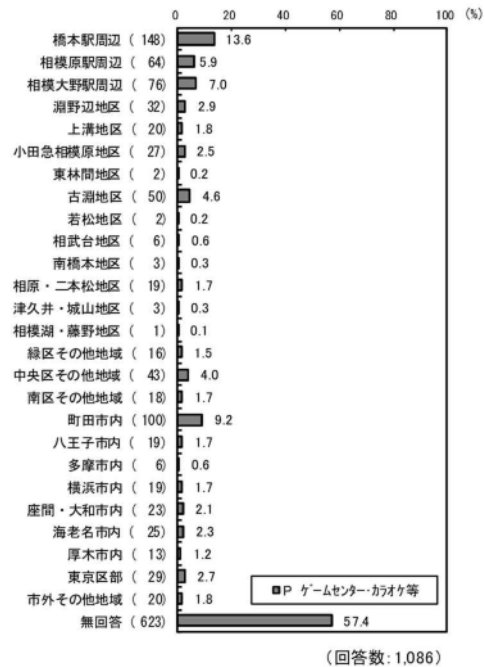 0 20 40 60 80 100 (%)
橋本駅周辺 ( 148) 13.6
相模原駅周辺 ( 64) 5.9
相模大野駅周辺 ( 76) 7.0
淵野辺地区 ( 32) 2.9
上溝地区 ( 20) 1.8
小田急相模原地区 ( 27) 2.5
東林間地区 ( 2) 0.2
古淵地区 ( 50) 4.6
若松地区 ( 2) 0.2
相武台地区 ( 6) 0.6
南橋本地区 ( 3) 0.3
相原・二本松地区 ( 19) 1.7
津久井・城山地区 ( 3) 0.3
相模湖・藤野地区 ( 1) 0.1
緑区その他地域 ( 16) 1.5
中央区その他地域 ( 43) 4.0
南区その他地域 ( 18) 1.7
町田市内 ( 100) 9.2
八王子市内 ( 19) 1.7
多摩市内 ( 6) 0.6
横浜市内 ( 19) 1.7
座間・大和市内 ( 23) 2.1
海老名市内 ( 25) 2.3
厚木市内 ( 13) 1.2
東京区部 ( 29) 2.7
市外その他地域 ( 20) 1.8
無回答 ( 623) 57.4
P ゲームセンター・カラオケ等
(回答数: 1,086)